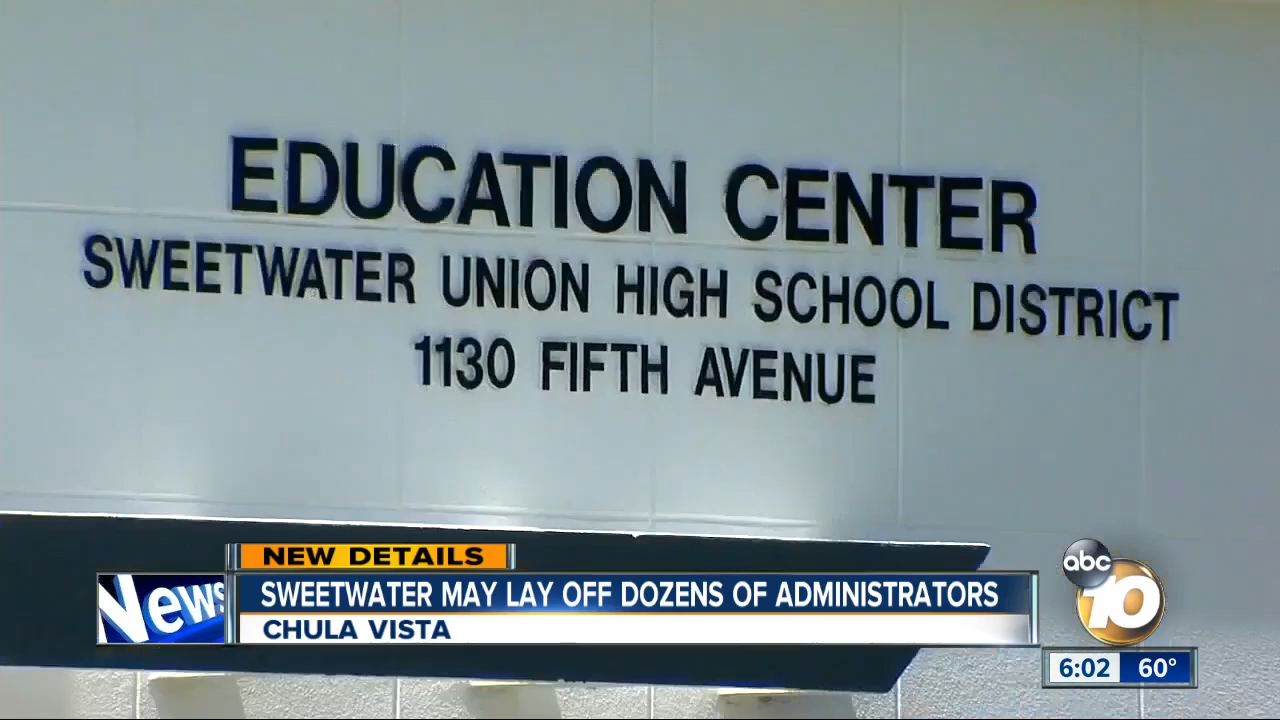 EDUCATION CENTER
SWEETWATER UNION HIGH SCHOOL DISTRICT
1130 FIFTH AVENUE
NEW DETAILS
News
SWEETWATER MAY LAY OFF DOZENS OF ADMINISTRATORS
CHULA VISTA
abc
10
6:02 60°